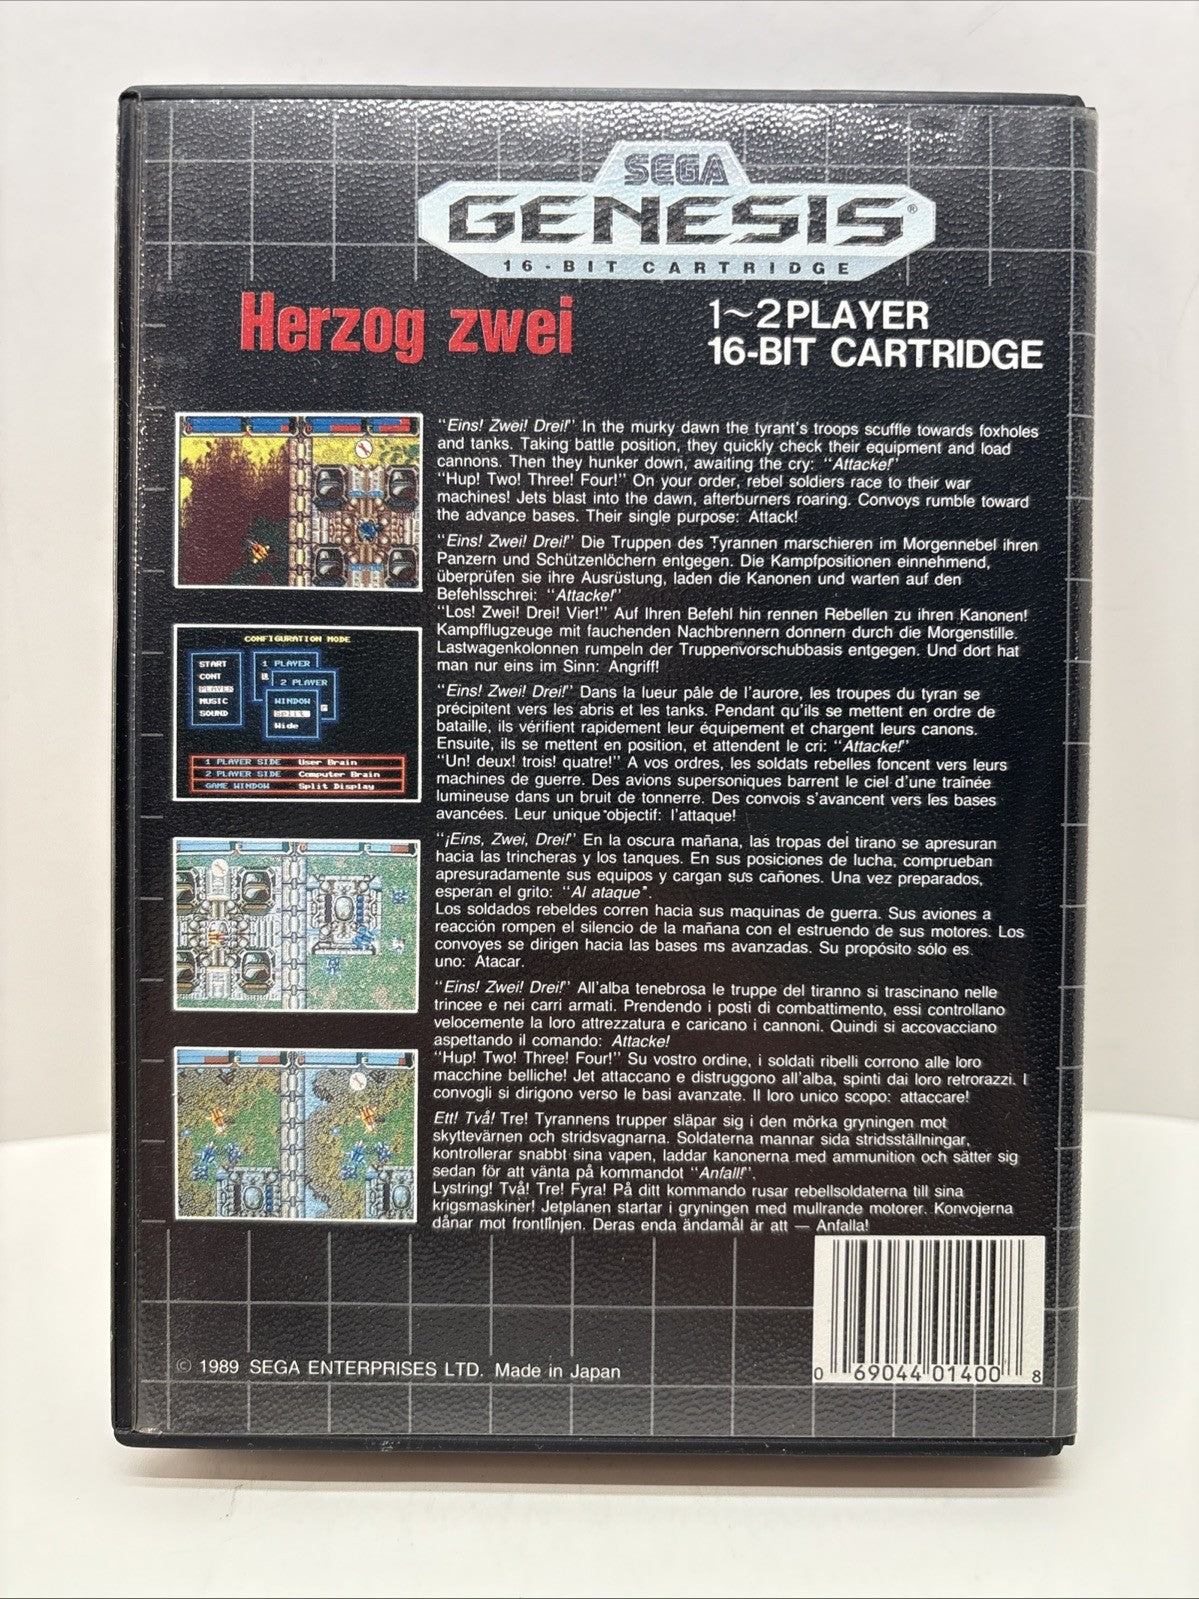 SEGA
GENESIS®
16-BIT CARTRIDGE
Herzog zwei
1~2 PLAYER
16-BIT CARTRIDGE
"Eins! Zwei! Drei!" In the murky dawn the tyrant's troops scuffle towards foxholes
and tanks. Taking battle position, they quickly check their equipment and load
cannons. Then they hunker down, awaiting the cry: "Attacke!"
"Hup! Two! Three! Four!" On your order, rebel soldiers race to their war
machines! Jets blast into the dawn, afterburners roaring. Convoys rumble toward
the advance bases. Their single purpose: Attack!
"Eins! Zwei! Drei!" Die Truppen des Tyrannen marschieren im Morgennebel ihren
Panzern und Schützenlöchern entgegen. Die Kampfpositionen einnehmend,
überprüfen sie ihre Ausrüstung, laden die Kanonen und warten auf den
Befehlsschrei: "Attacke!"
"Los! Zwei! Drei! Vier!" Auf Ihren Befehl hin rennen Rebellen zu ihren Kanonen!
Kampfflugzeuge mit fauchenden Nachbrennern donnern durch die Morgenstille.
Lastwagenkolonnen rumpeln der Truppenvorschubbasis entgegen. Und dort hat
man nur eins im Sinn: Angriff!
"Eins! Zwei! Drei!" Dans la lueur pâle de l'aurore, les troupes du tyran se
précipitent vers les abris et les tanks. Pendant qu'ils se mettent en ordre de
bataille, ils vérifient rapidement leur équipement et chargent leurs canons.
Ensuite, ils se mettent en position, et attendent le cri: "Attacke!"
"Un! deux! trois! quatre!" A vos ordres, les soldats rebelles foncent vers leurs
machines de guerre. Des avions supersoniques barrent le ciel d'une traînée
lumineuse dans un bruit de tonnerre. Des convois s'avancent vers les bases
avancées. Leur unique objectif: l'attaque!
"¡Eins, Zwei, Drei!" En la oscura mañana, las tropas del tirano se apresuran
hacia las trincheras y los tanques. En sus posiciones de lucha, comprueban
apresuradamente sus equipos y cargan sus cañones. Una vez preparados,
esperan el grito: "Al ataque".
Los soldados rebeldes corren hacia sus maquinas de guerra. Sus aviones a
reacción rompen el silencio de la mañana con el estruendo de sus motores. Los
convoyes se dirigen hacia las bases ms avanzadas. Su propósito sólo es
uno: Atacar.
"Eins! Zwei! Drei!" All'alba tenebrosa le truppe del tiranno si trascinano nelle
trincee e nei carri armati. Prendendo i posti di combattimento, essi controllano
velocemente la loro attrezzatura e caricano i cannoni. Quindi si accovacciano
aspettando il comando: Attacke!
"Hup! Two! Three! Four!" Su vostro ordine, i soldati ribelli corrono alle loro
macchine belliche! Jet attaccano e distruggono all'alba, spinti dai loro retrorazzi. I
convogli si dirigono verso le basi avanzate. Il loro unico scopo: attaccare!
Ett! Två! Tre! Tyrannens trupper släpar sig i den mörka gryningen mot
skyttevärnen och stridsvagnarna. Soldaterna mannar sida stridsställningar,
kontrollerar snabbt sina vapen, laddar kanonerna med ammunition och sätter sig
sedan för att vänta på kommandot "Anfall!".
Lystring! Två! Tre! Fyra! På ditt kommando rusar rebellsoldaterna till sina
krigsmaskiner! Jetplanen startar i gryningen med mullrande motorer. Konvojerna
dånar mot frontlinjen. Deras enda ändamål är att — Anfalla!
CONFIGURATION MODE
START
CONT
PLAYER
MUSIC
SOUND
1 PLAYER
2 PLAYER
WINDOW
Split
Wide
1 PLAYER SIDE User Brain
2 PLAYER SIDE Computer Brain
GAME WINDOW Split Display
© 1989 SEGA ENTERPRISES LTD. Made in Japan
0 69044 01400 8